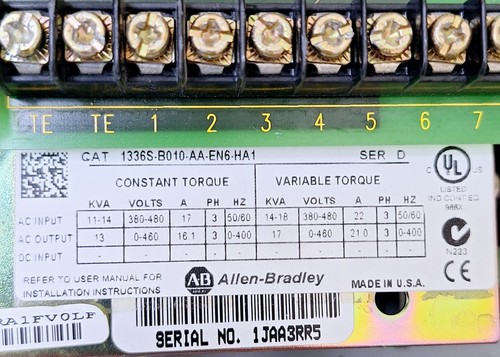 TE TE 1 2 3 4 5 6 7
CAT 1336S-B010-AA-EN6-HA1 SER D
CONSTANT TORQUE VARIABLE TORQUE
KVA VOLTS A PH HZ KVA VOLTS A PH HZ
AC INPUT 11-14 380-480 17 3 50/60 14-18 380-480 22 3 50/60
AC OUTPUT 13 0-460 16.1 3 0-400 17 0-460 21.0 3 0-400
DC INPUT - - - - - -
C UL US
LISTED
IND CONT EQ
N223
CE
REFER TO USER MANUAL FOR
INSTALLATION INSTRUCTIONS
AB Allen-Bradley
MADE IN U.S.A.
RA1FVOLF
SERIAL NO. 1JAA3RR5